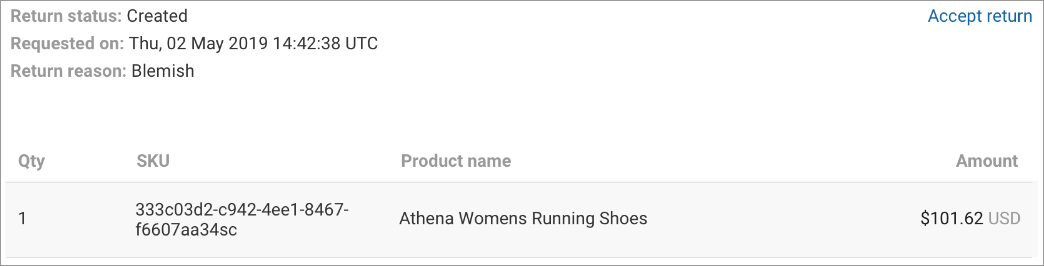 Return status: Created
Accept return
Requested on: Thu, 02 May 2019 14:42:38 UTC
Return reason: Blemish
Qty SKU Product name Amount
1 333c03d2-c942-4ee1-8467-
f6607aa34sc Athena Womens Running Shoes $101.62 USD